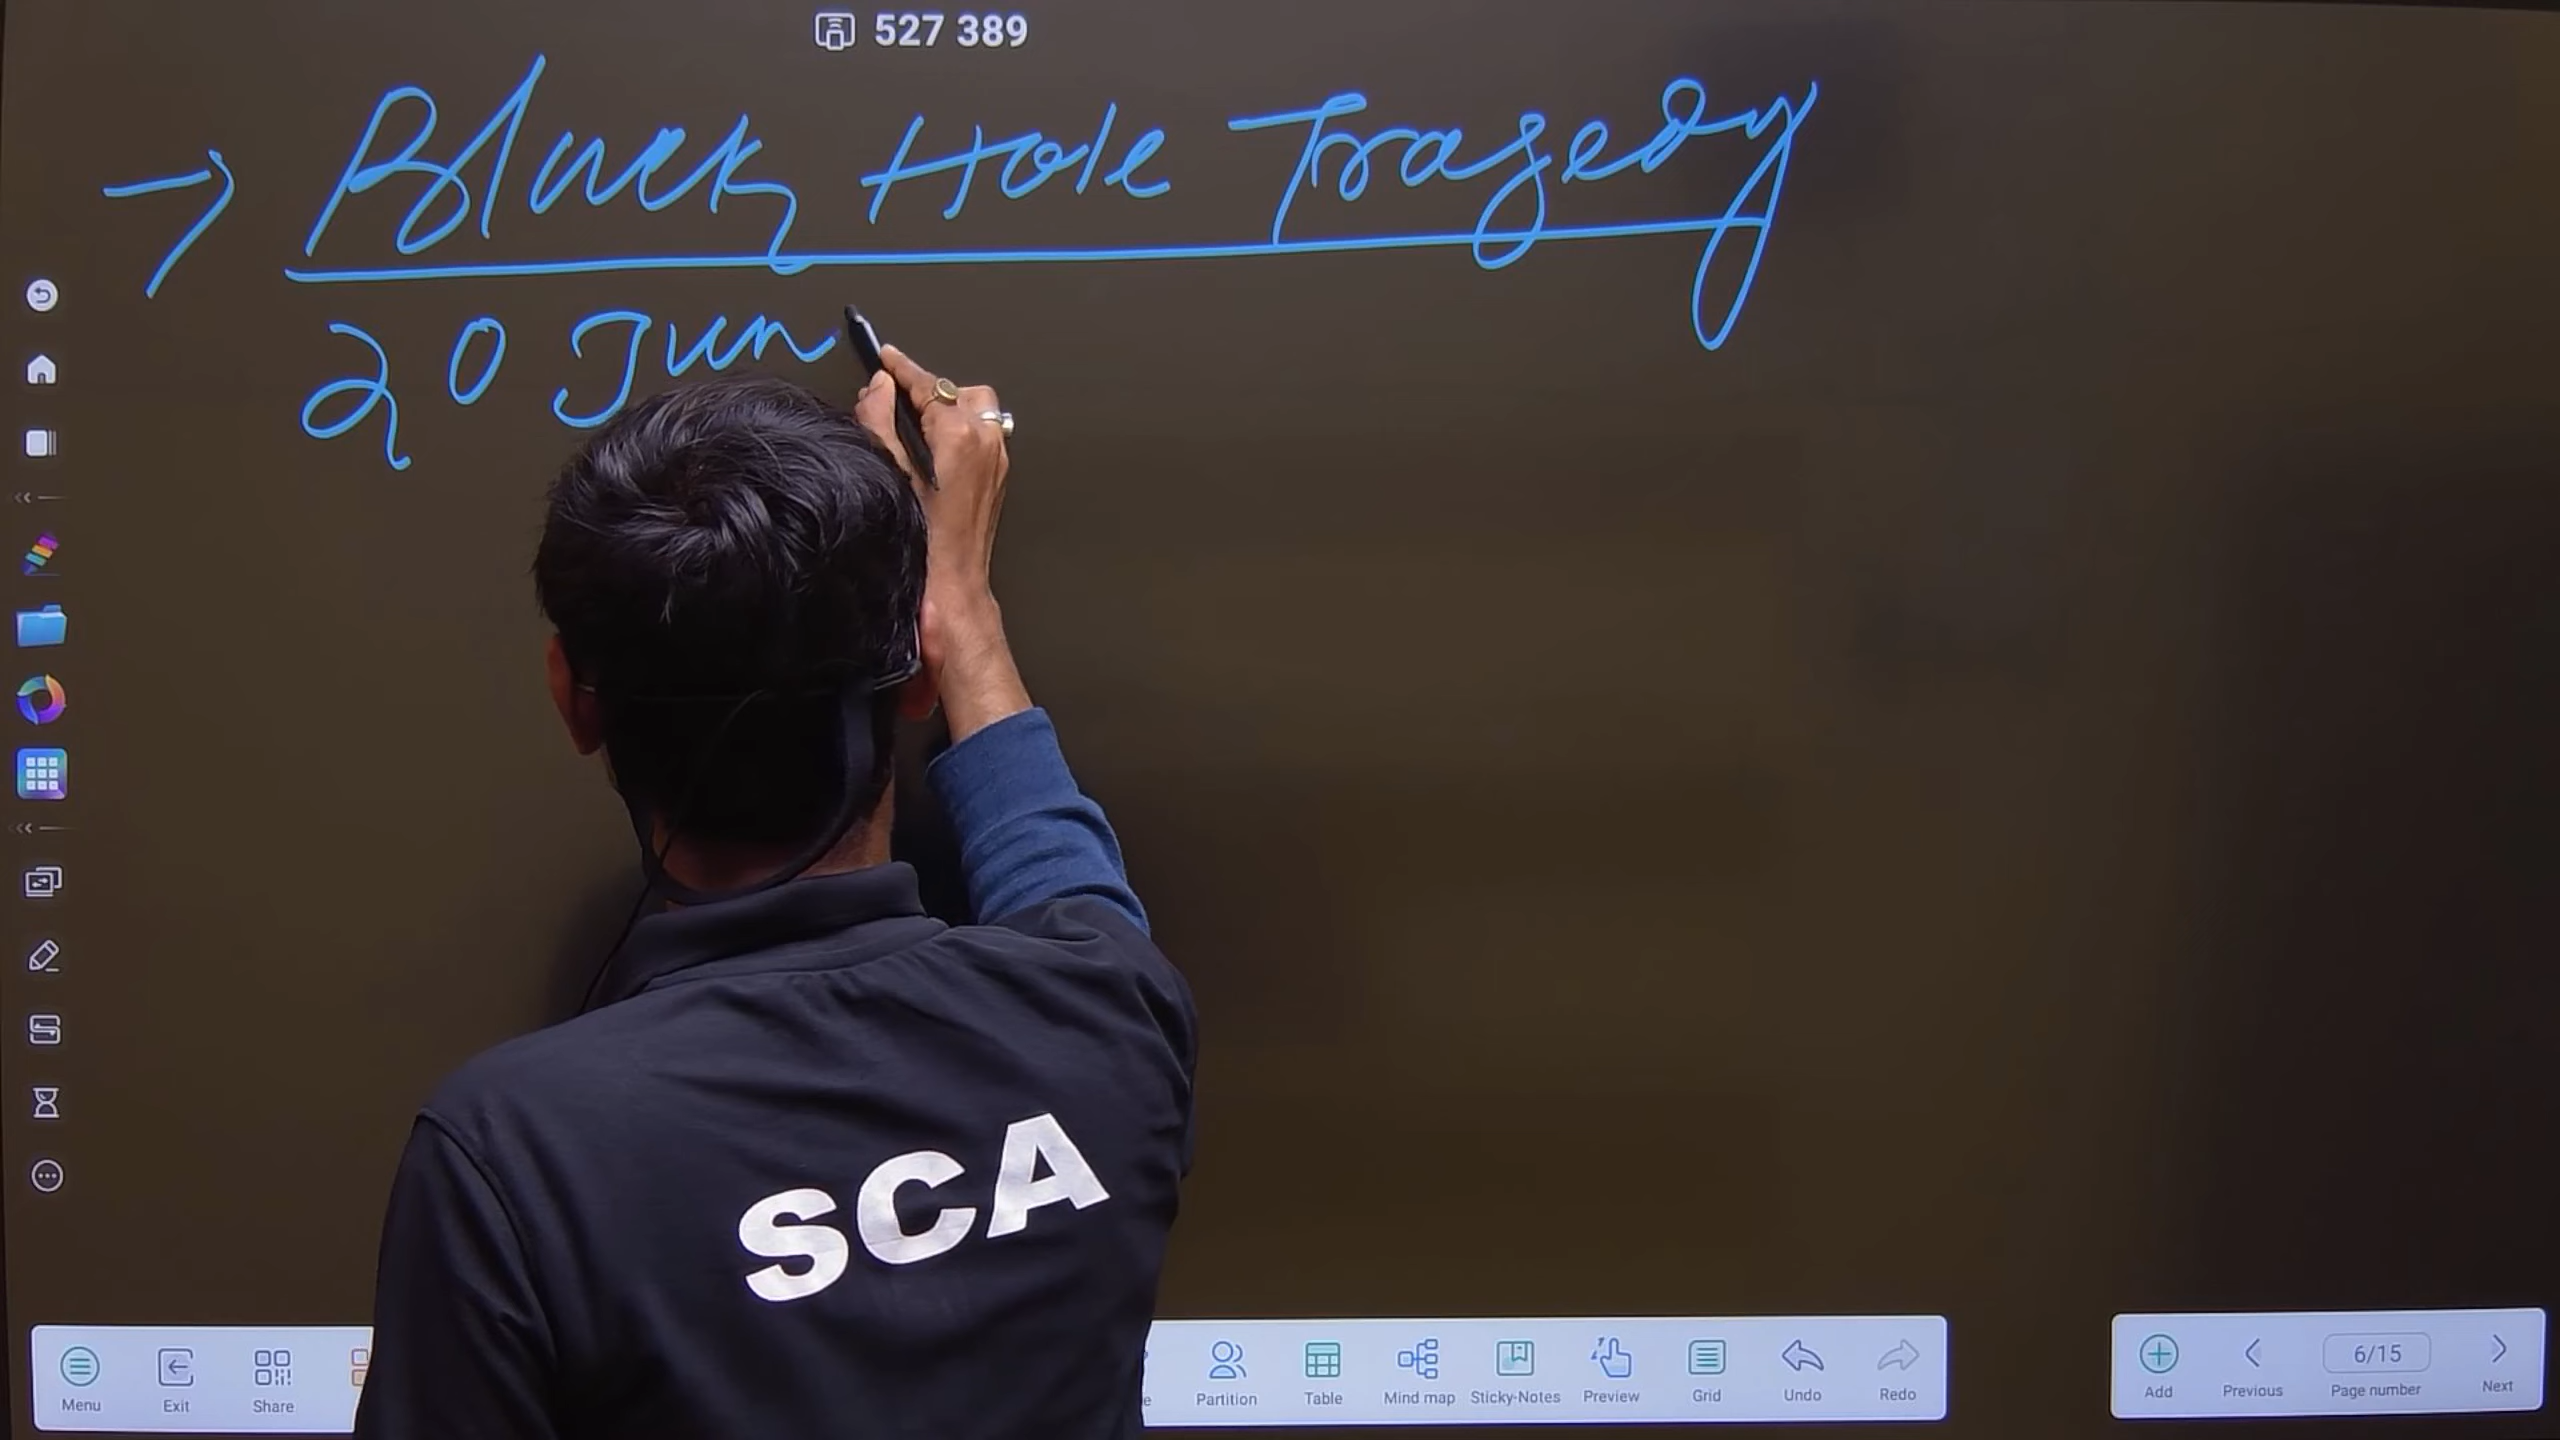 527 389
→ Black Hole Tragedy
20 Jun
SCA
Menu Exit Share Partition Table Mind map Sticky-Notes Preview Grid Undo Redo
Add Previous 6/15 Page number Next